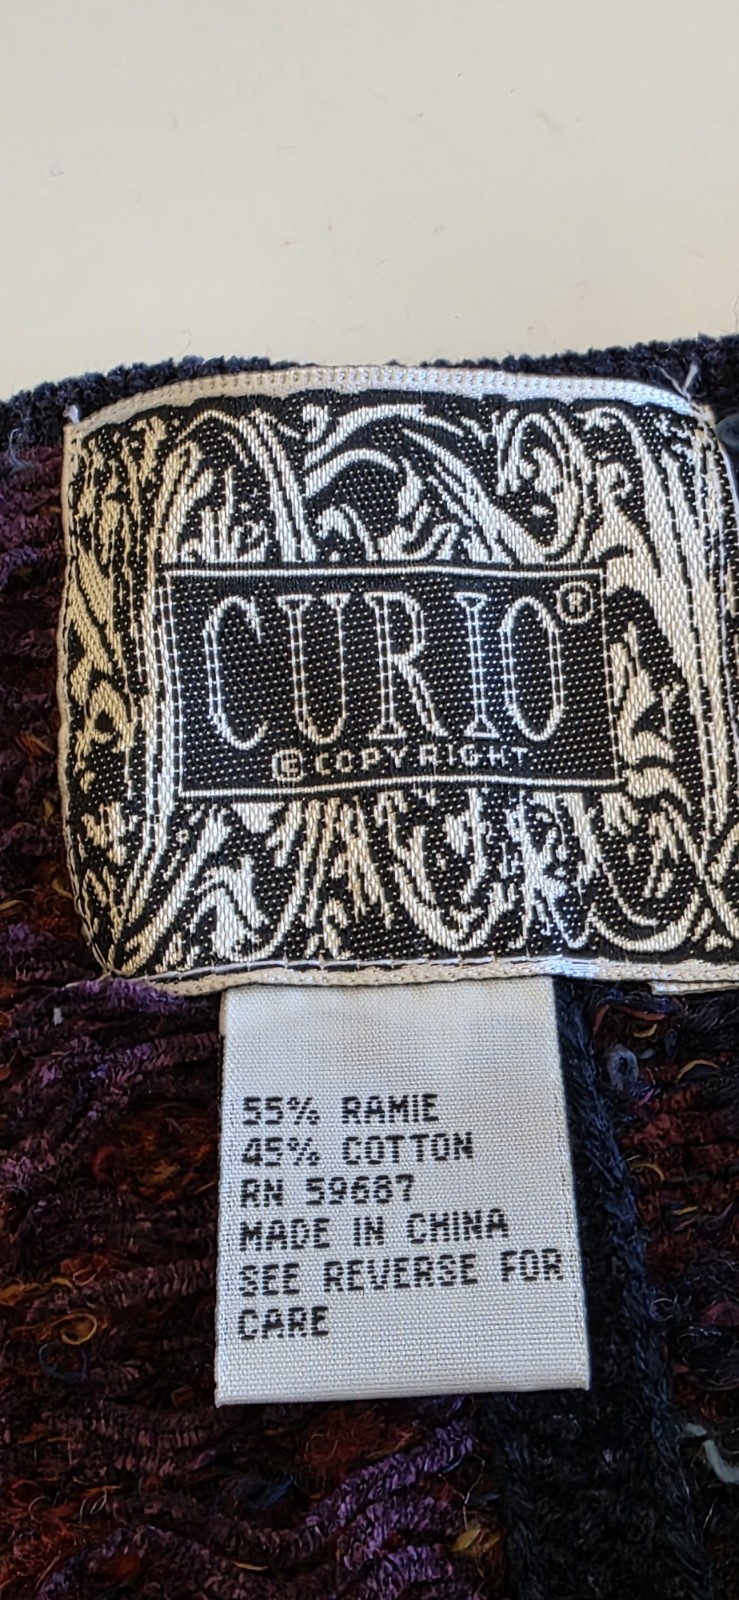 CURIO®
© COPYRIGHT
55% RAMIE
45% COTTON
RN 59687
MADE IN CHINA
SEE REVERSE FOR
CARE